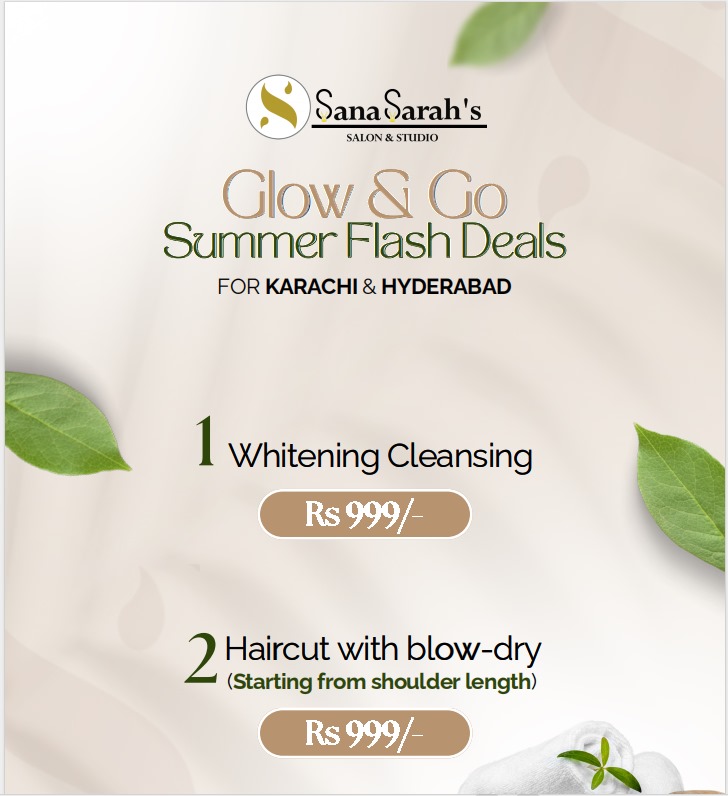 Sana Sarah's
SALON & STUDIO
Glow & Go
Summer Flash Deals
FOR KARACHI & HYDERABAD
1 Whitening Cleansing
Rs 999/-
2 Haircut with blow-dry
(Starting from shoulder length)
Rs 999/-